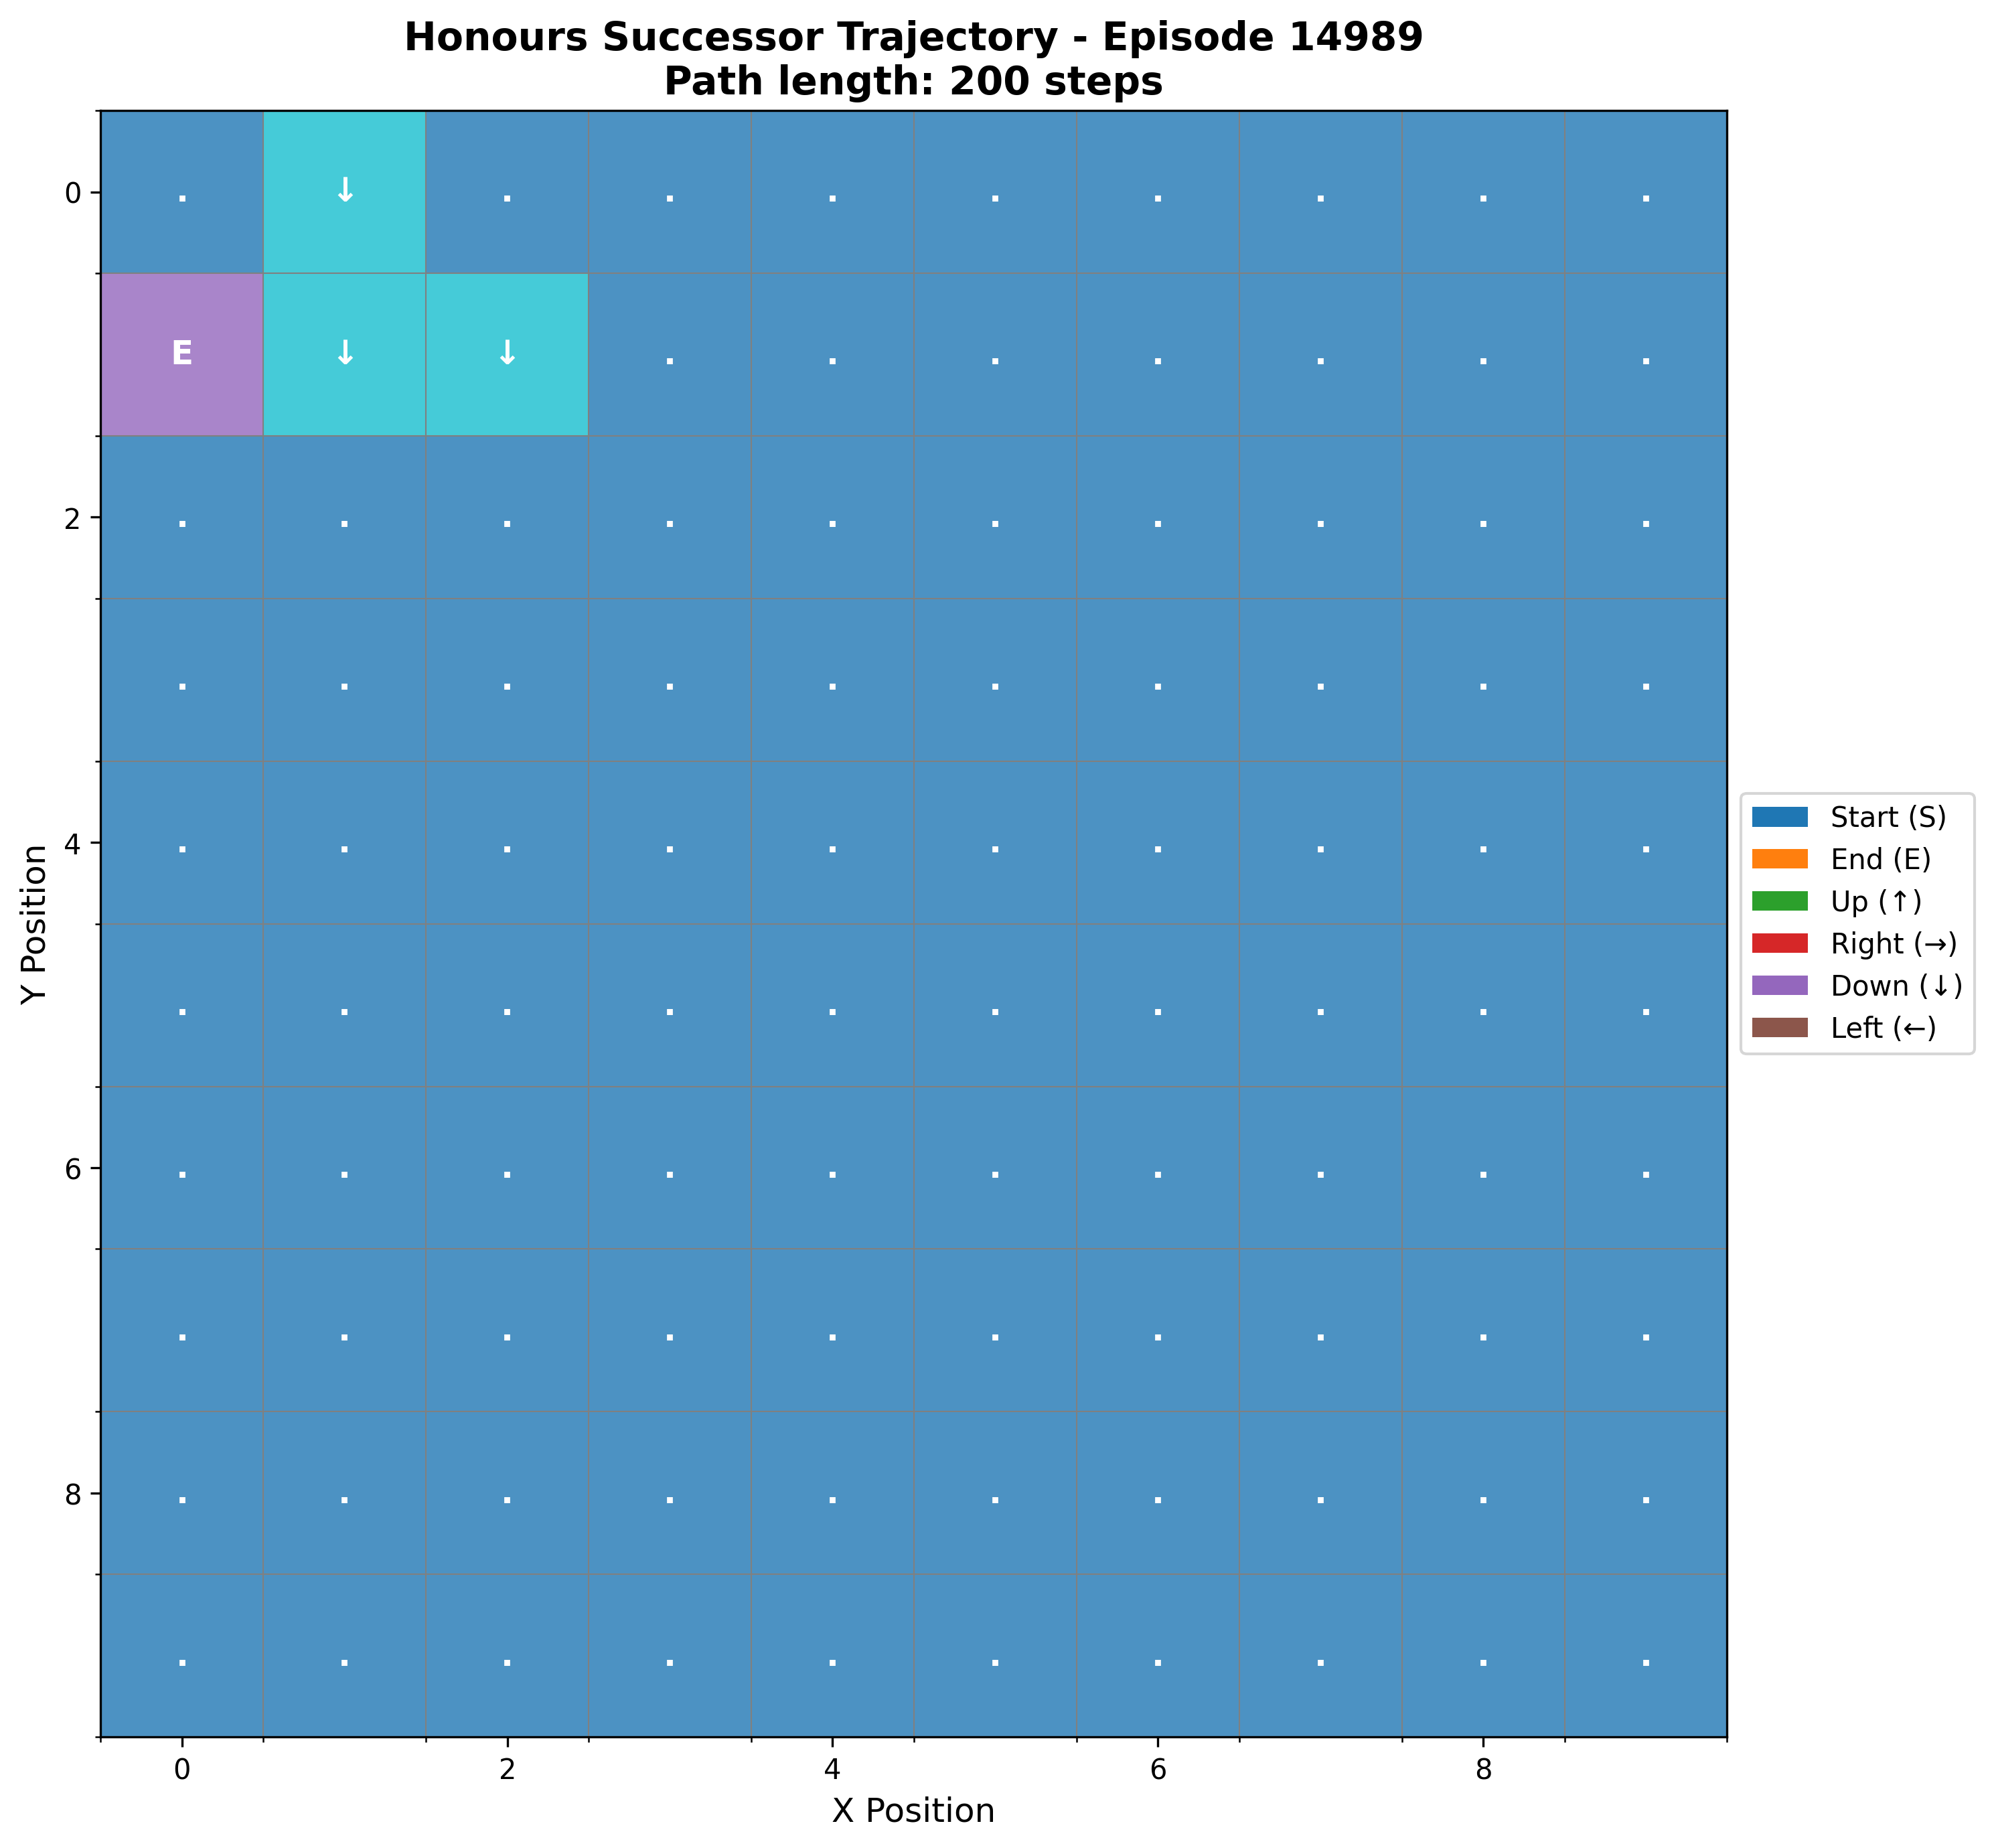 Honours Successor Trajectory - Episode 14989
Path length: 200 steps
0
. ↓ . . . . . . . .
E ↓ ↓ . . . . . . .
2
. . . . . . . . . .
. . . . . . . . . .
4
. . . . . . . . . .
. . . . . . . . . .
6
. . . . . . . . . .
. . . . . . . . . .
8
. . . . . . . . . .
. . . . . . . . . .
0 2 4 6 8
X Position
Y Position
Start (S)
End (E)
Up (↑)
Right (→)
Down (↓)
Left (←)